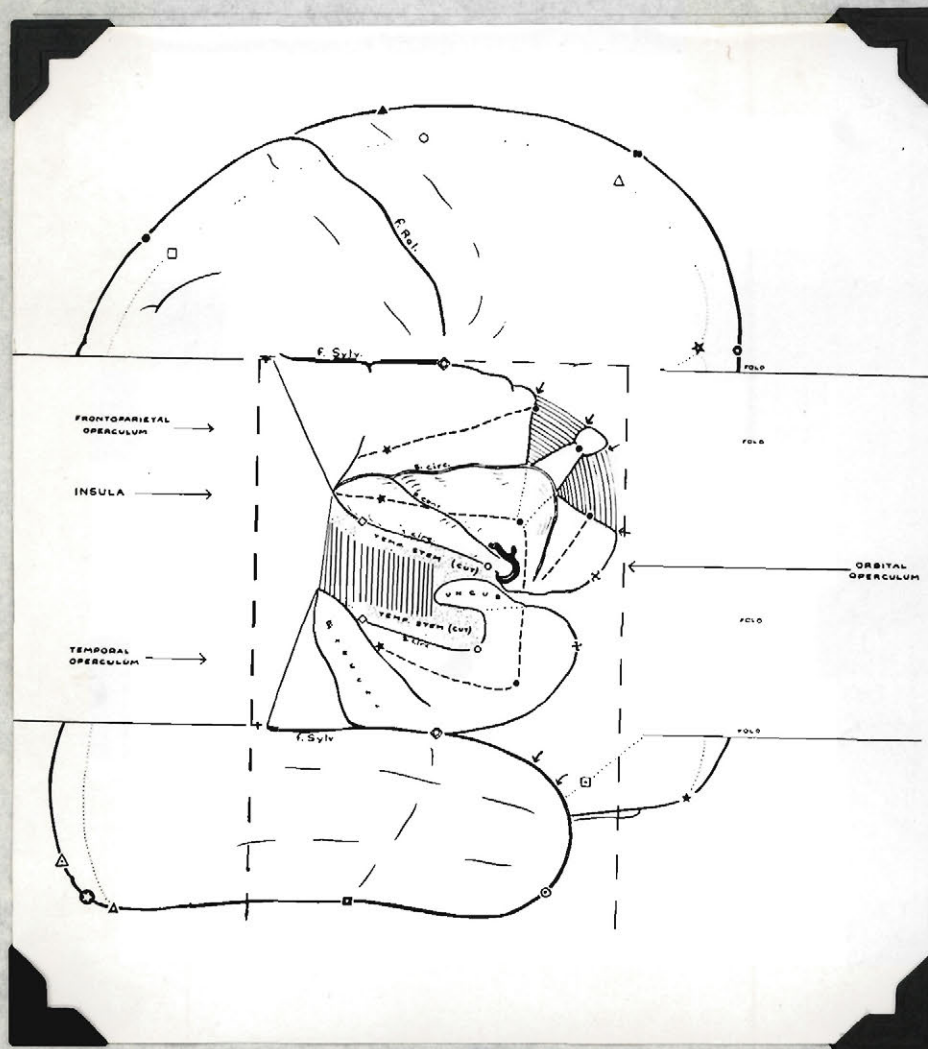 f. Rol.
f. Sylv.
FOLD
FRONTOPARIETAL
OPERCULUM
FOLD
S. circ.
INSULA
s. circ.
TEMP. STEM (CUT)
ORBITAL
OPERCULUM
UNCUS
FOLD
TEMP. STEM (CUT)
s. circ.
TEMPORAL
OPERCULUM
f. Sylv
FOLD